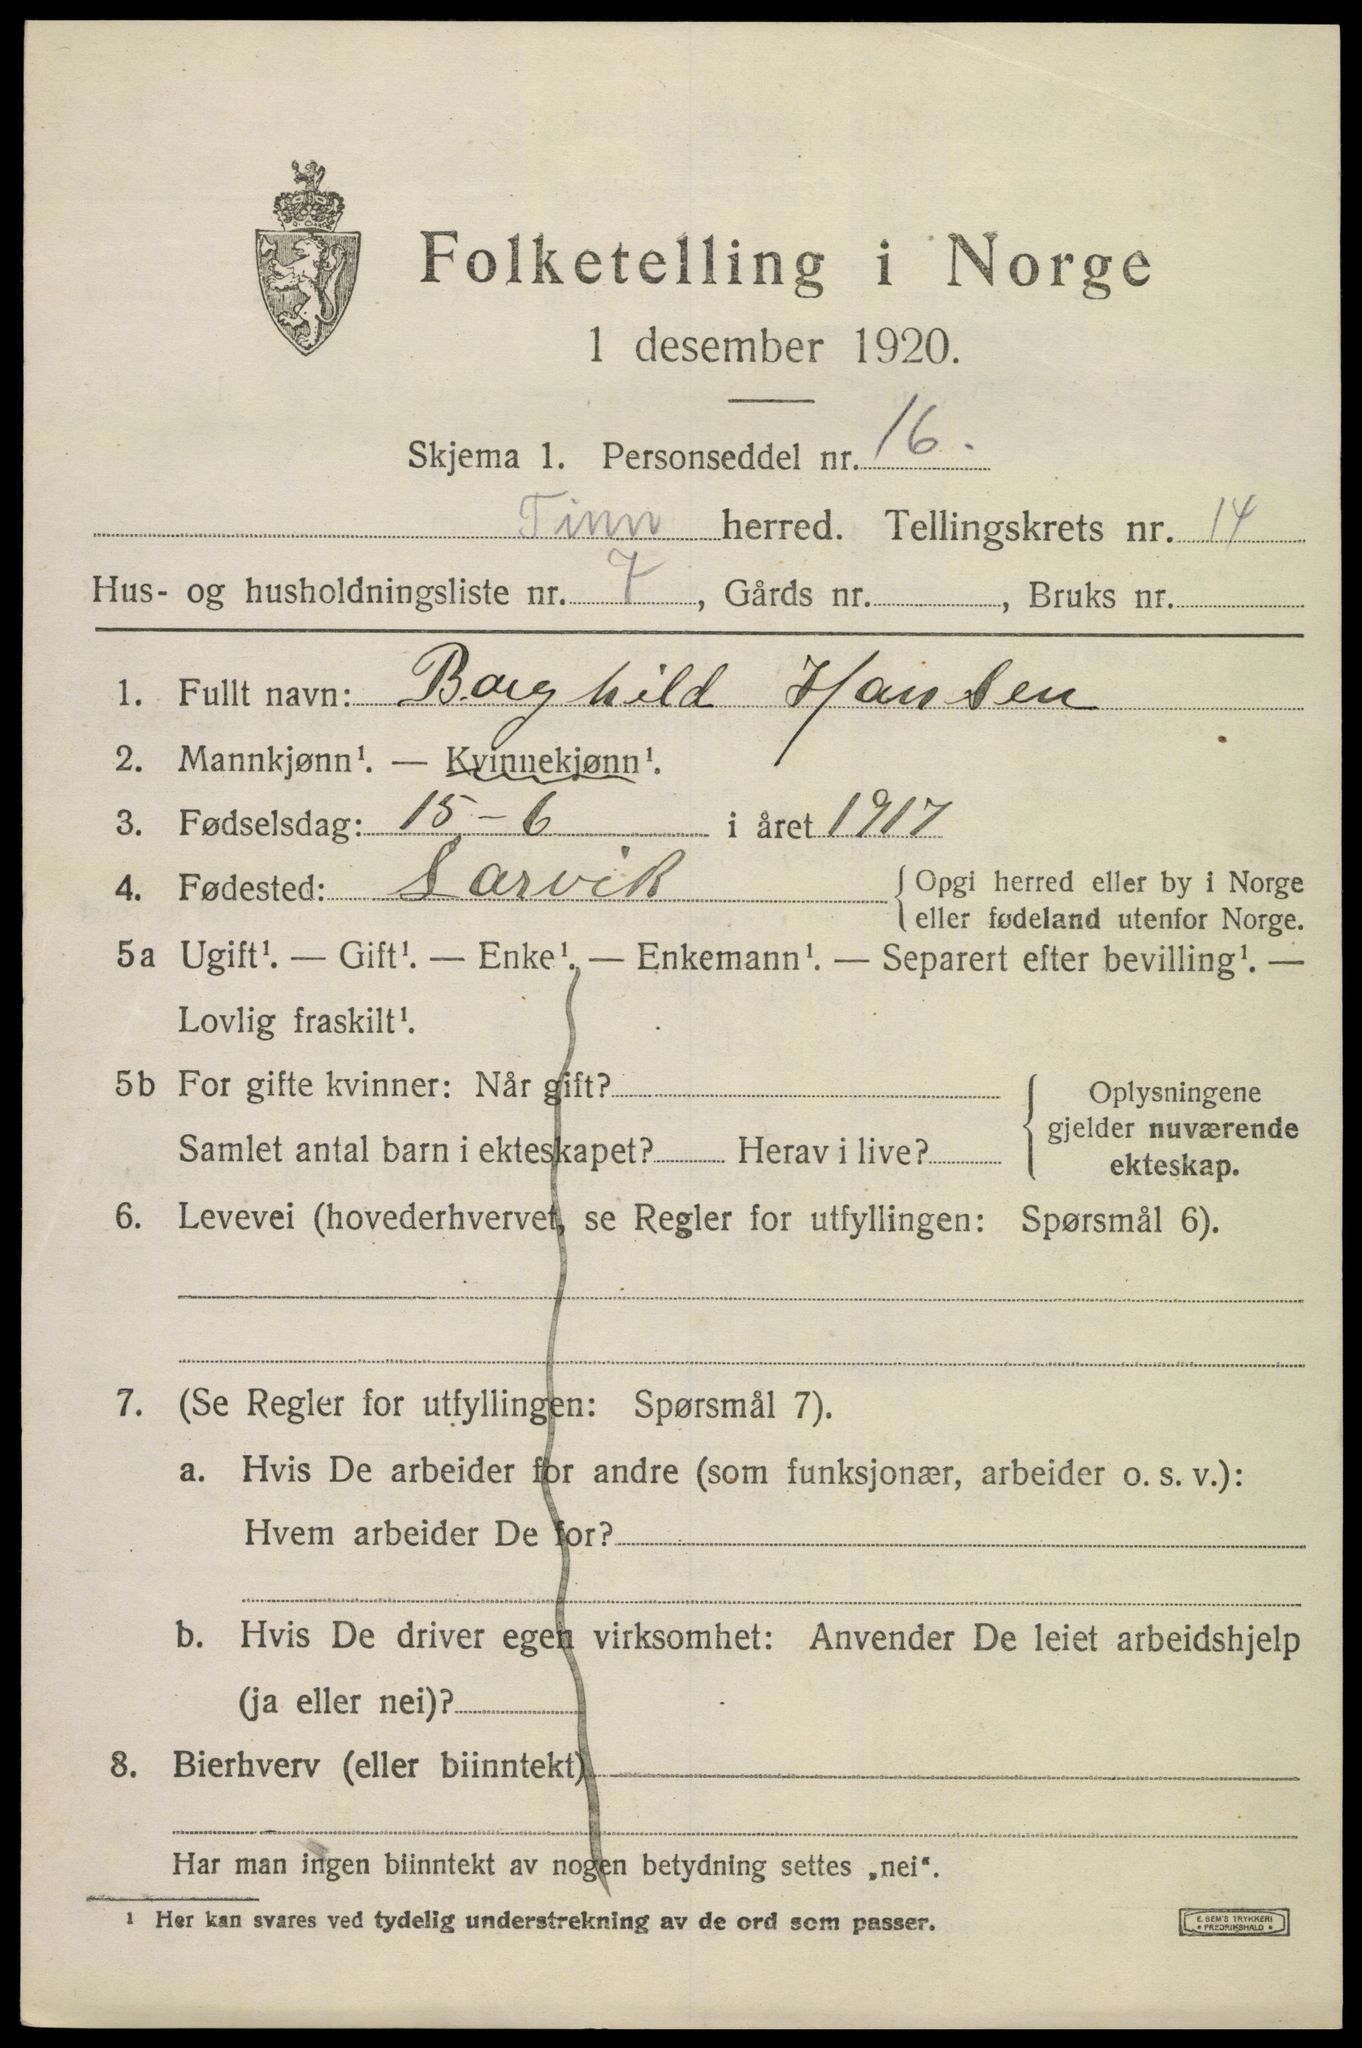 Folketelling i Norge
1 desember 1920.
Skjema 1. Personseddel nr. 16.
Tinn herred. Tellingskrets nr. 14
Hus- og husholdningsliste nr. 7, Gårds nr. , Bruks nr.
1. Fullt navn: Borghild Hansen
2. Mannkjønn¹. — Kvinnekjønn¹.
3. Fødselsdag: 15-6 i året 1917
4. Fødested: Larvik { Opgi herred eller by i Norge
eller fødeland utenfor Norge.
5a Ugift¹. — Gift¹. — Enke¹. — Enkemann¹. — Separert efter bevilling¹. —
Lovlig fraskilt¹.
5b For gifte kvinner: Når gift?
Samlet antal barn i ekteskapet? Herav i live?
{ Oplysningene
gjelder nuværende
ekteskap.
6. Levevei (hovederhvervet, se Regler for utfyllingen: Spørsmål 6).
7. (Se Regler for utfyllingen: Spørsmål 7).
a. Hvis De arbeider for andre (som funksjonær, arbeider o. s. v.):
Hvem arbeider De for?
b. Hvis De driver egen virksomhet: Anvender De leiet arbeidshjelp
(ja eller nei)?
8. Bierhverv (eller biinntekt)
Har man ingen biinntekt av nogen betydning settes „nei“.
¹ Her kan svares ved tydelig understrekning av de ord som passer.
E. SEM'S TRYKKERI
• FREDRIKSHALD •